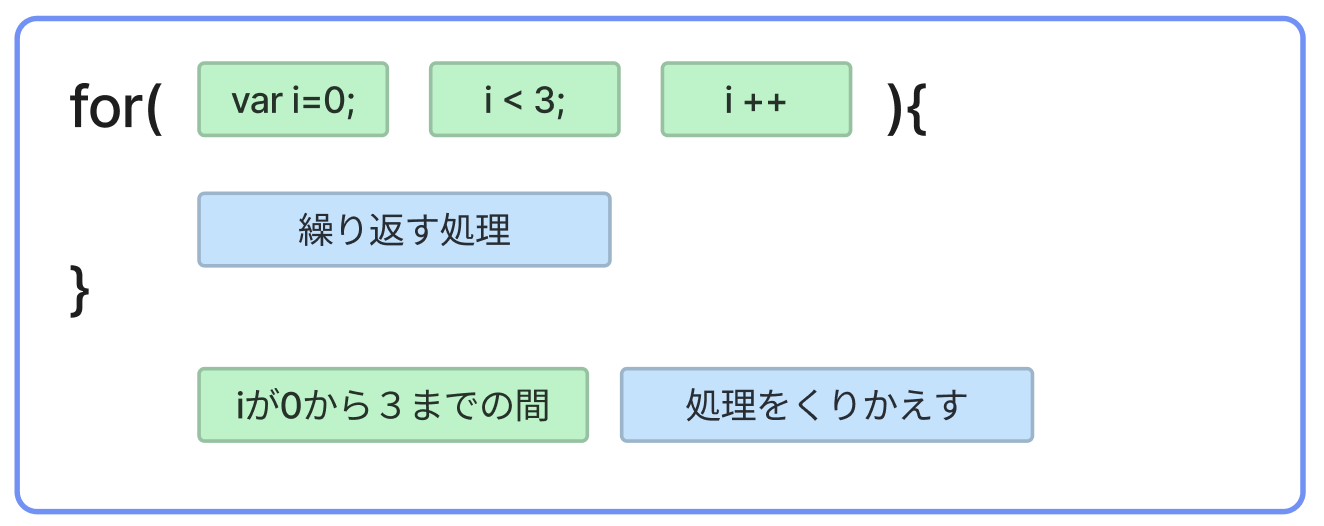 for( var i=0; i < 3; i ++ ){
繰り返す処理
}
iが0から３までの間 処理をくりかえす